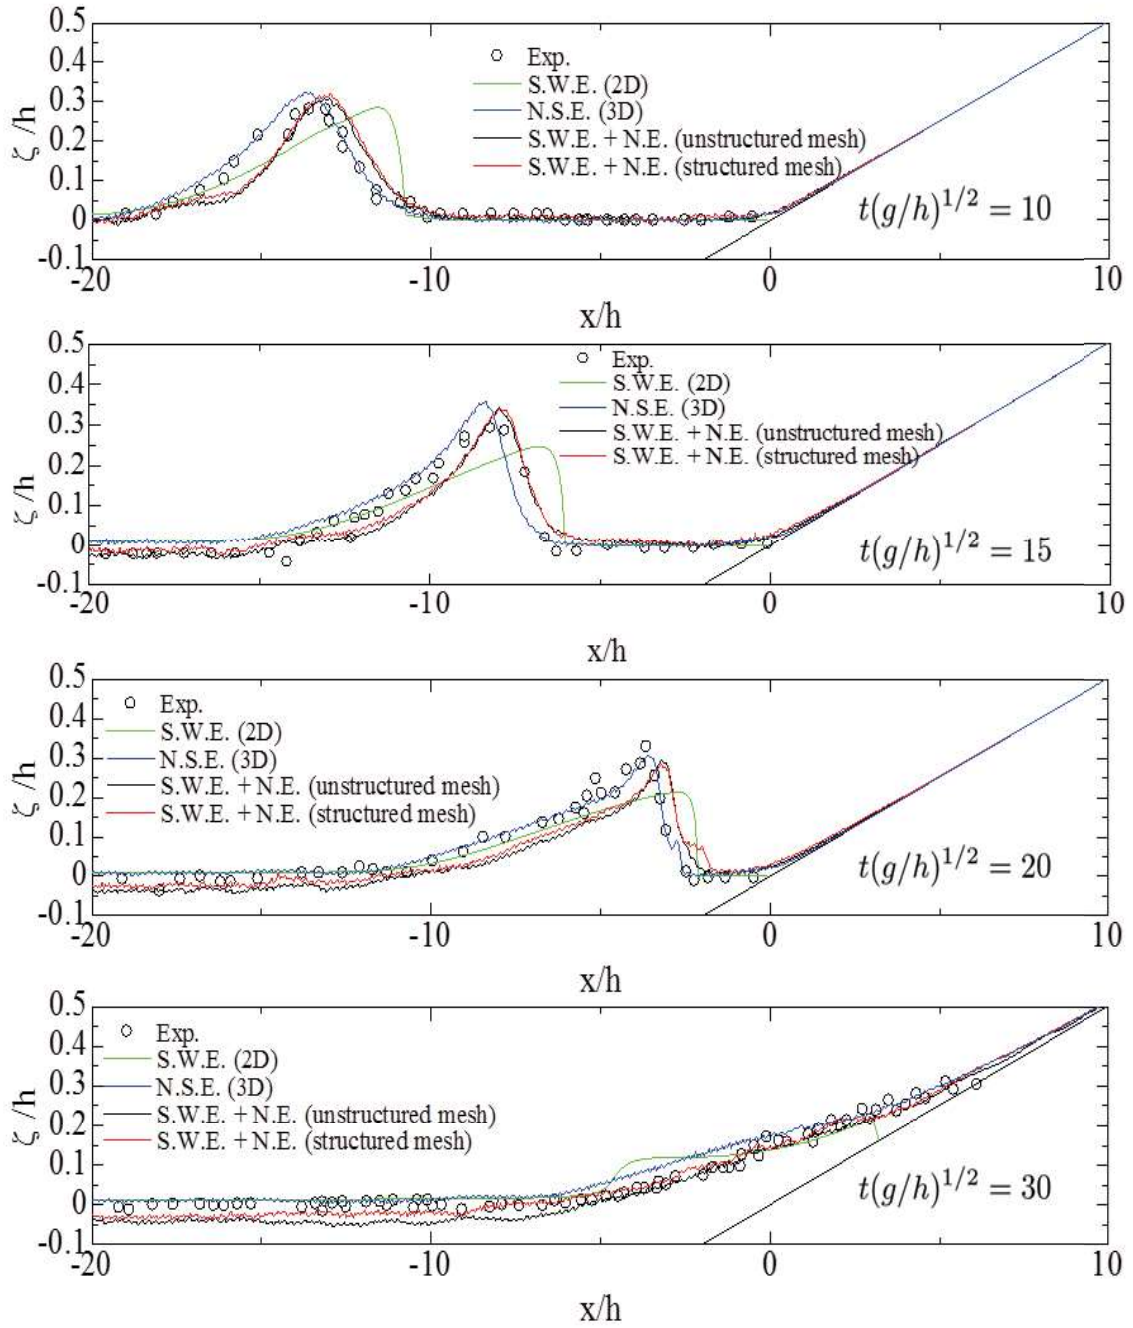 0.5
0.4
0.3
0.2
0.1
0
-0.1
ζ /h
Exp.
S.W.E. (2D)
N.S.E. (3D)
S.W.E. + N.E. (unstructured mesh)
S.W.E. + N.E. (structured mesh)
t(g/h)^{1/2} = 10
-20
-10
0
10
x/h
0.5
0.4
0.3
0.2
0.1
0
-0.1
ζ /h
Exp.
S.W.E. (2D)
N.S.E. (3D)
S.W.E. + N.E. (unstructured mesh)
S.W.E. + N.E. (structured mesh)
t(g/h)^{1/2} = 15
-20
-10
0
10
x/h
0.5
0.4
0.3
0.2
0.1
0
-0.1
ζ /h
Exp.
S.W.E. (2D)
N.S.E. (3D)
S.W.E. + N.E. (unstructured mesh)
S.W.E. + N.E. (structured mesh)
t(g/h)^{1/2} = 20
-20
-10
0
10
x/h
0.5
0.4
0.3
0.2
0.1
0
-0.1
ζ /h
Exp.
S.W.E. (2D)
N.S.E. (3D)
S.W.E. + N.E. (unstructured mesh)
S.W.E. + N.E. (structured mesh)
t(g/h)^{1/2} = 30
-20
-10
0
10
x/h